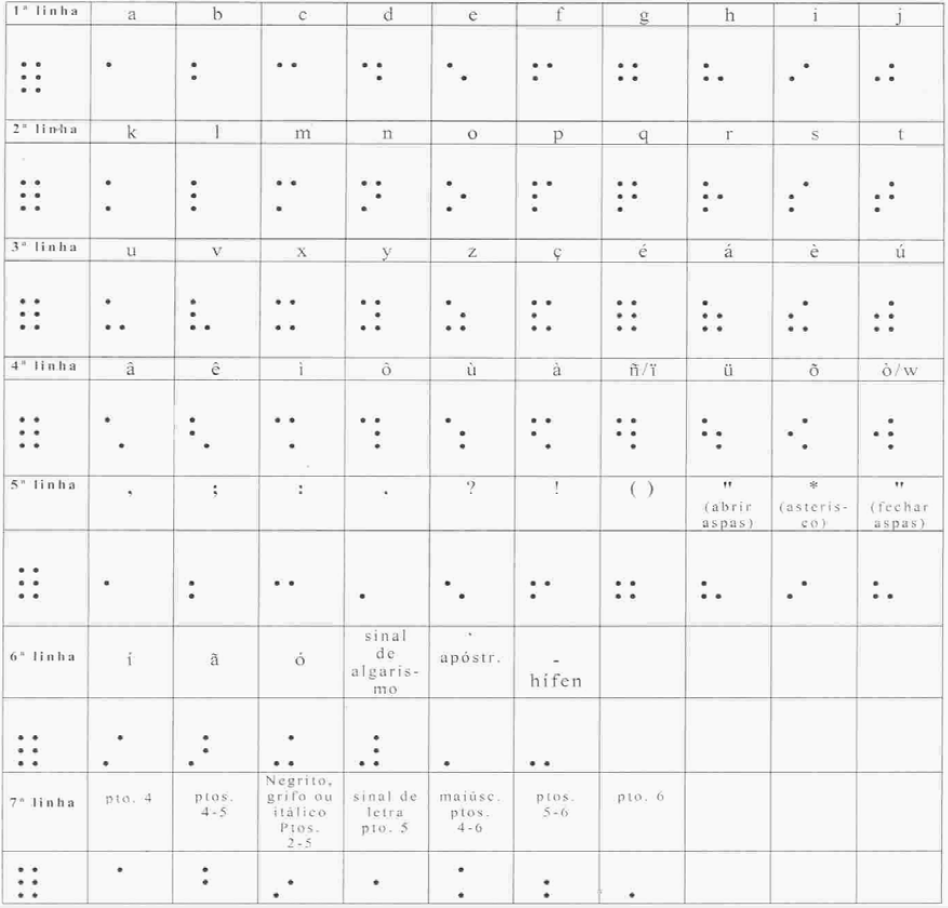 1ª linha a b c d e f g h i j
⠿ ⠁ ⠃ ⠉ ⠙ ⠑ ⠋ ⠛ ⠓ ⠊ ⠚
2ª linha k l m n o p q r s t
⠿ ⠅ ⠇ ⠍ ⠝ ⠕ ⠏ ⠟ ⠗ ⠎ ⠞
3ª linha u v x y z ç é á è ú
⠿ ⠥ ⠧ ⠭ ⠽ ⠵ ⠯ ⠿ ⠷ ⠮ ⠾
4ª linha â ê ì ô ù à ñ/ï ü õ ò/w
⠿ ⠡ ⠣ ⠩ ⠹ ⠱ ⠫ ⠻ ⠳ ⠪ ⠺
5ª linha , ; : . ? ! ( ) " * "
(abrir (asteris- (fechar
aspas) co) aspas)
⠿ ⠂ ⠆ ⠒ ⠄ ⠢ ⠖ ⠶ ⠦ ⠔ ⠦
6ª linha í ã ó sinal de algaris-mo ' apóstr. - hífen
⠿ ⠌ ⠜ ⠬ ⠼ ⠄ ⠤
7ª linha pto. 4 ptos. 4-5 Negrito, grifo ou itálico Ptos. 2-5 sinal de letra pto. 5 maiúsc. ptos. 4-6 ptos. 5-6 pto. 6
⠿ ⠈ ⠘ ⠔ ⠐ ⠨ ⠰ ⠠